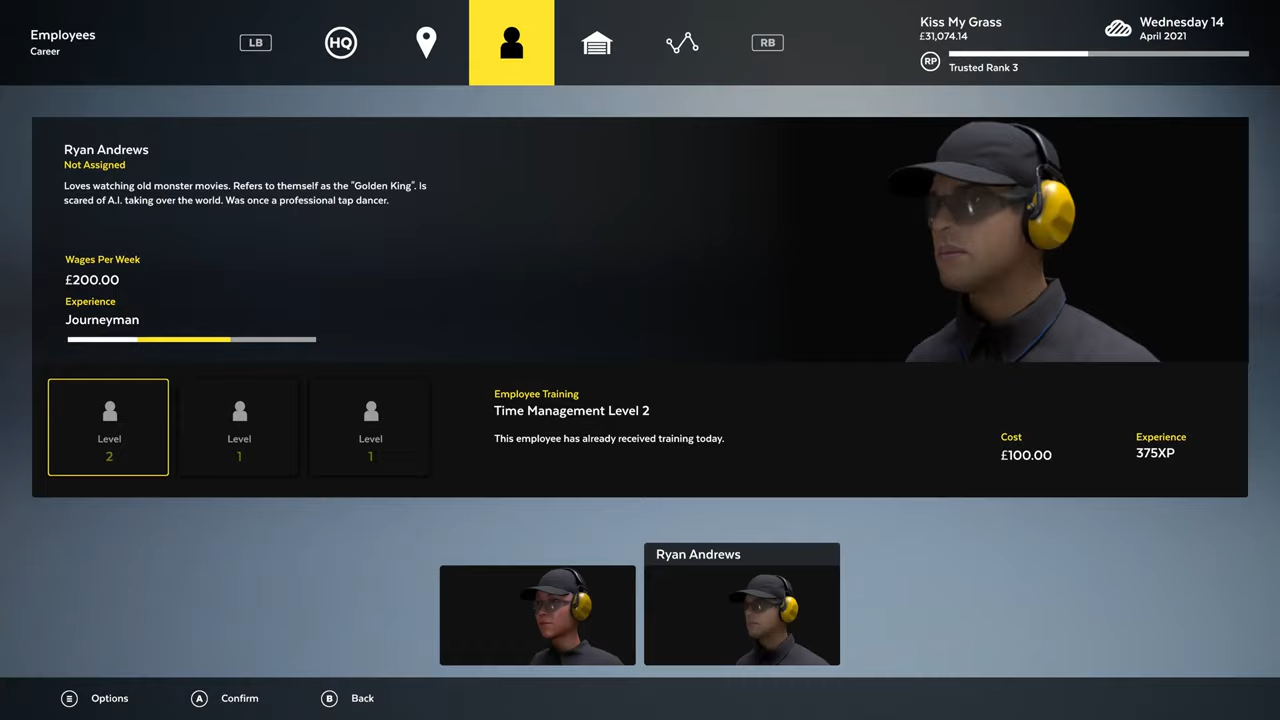 Employees
Career
LB
HQ
RB
Kiss My Grass
£31,074.14
Wednesday 14
April 2021
RP
Trusted Rank 3
Ryan Andrews
Not Assigned
Loves watching old monster movies. Refers to themself as the "Golden King". Is
scared of A.I. taking over the world. Was once a professional tap dancer.
Wages Per Week
£200.00
Experience
Journeyman
Level
2
Level
1
Level
1
Employee Training
Time Management Level 2
This employee has already received training today.
Cost
£100.00
Experience
375XP
Ryan Andrews
Options
A
Confirm
B
Back